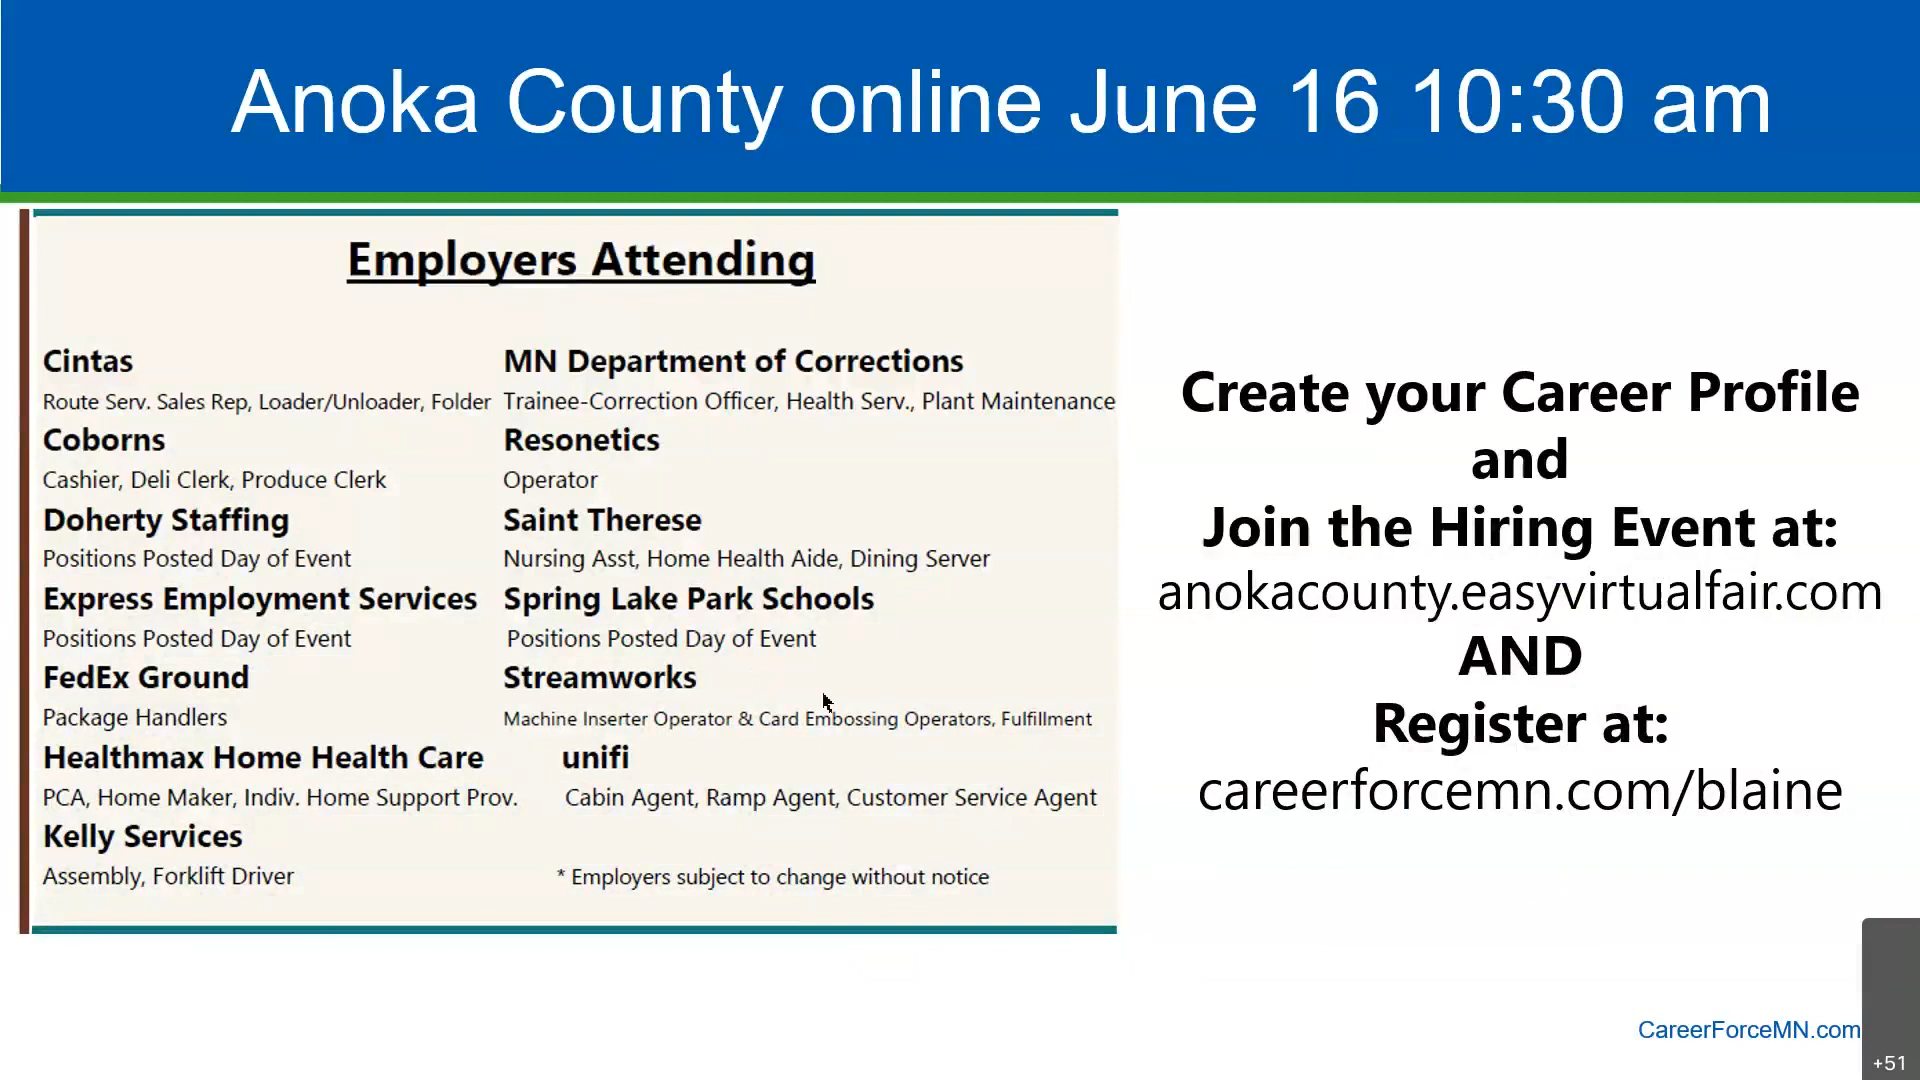 Anoka County online June 16 10:30 am
Employers Attending
Cintas
Route Serv. Sales Rep, Loader/Unloader, Folder
Coborns
Cashier, Deli Clerk, Produce Clerk
Doherty Staffing
Positions Posted Day of Event
Express Employment Services
Positions Posted Day of Event
FedEx Ground
Package Handlers
Healthmax Home Health Care
PCA, Home Maker, Indiv. Home Support Prov.
Kelly Services
Assembly, Forklift Driver
MN Department of Corrections
Trainee-Correction Officer, Health Serv., Plant Maintenance
Resonetics
Operator
Saint Therese
Nursing Asst, Home Health Aide, Dining Server
Spring Lake Park Schools
Positions Posted Day of Event
Streamworks
Machine Inserter Operator & Card Embossing Operators, Fulfillment
unifi
Cabin Agent, Ramp Agent, Customer Service Agent
* Employers subject to change without notice
Create your Career Profile
and
Join the Hiring Event at:
anokacounty.easyvirtualfair.com
AND
Register at:
careerforcemn.com/blaine
CareerForceMN.com
+51